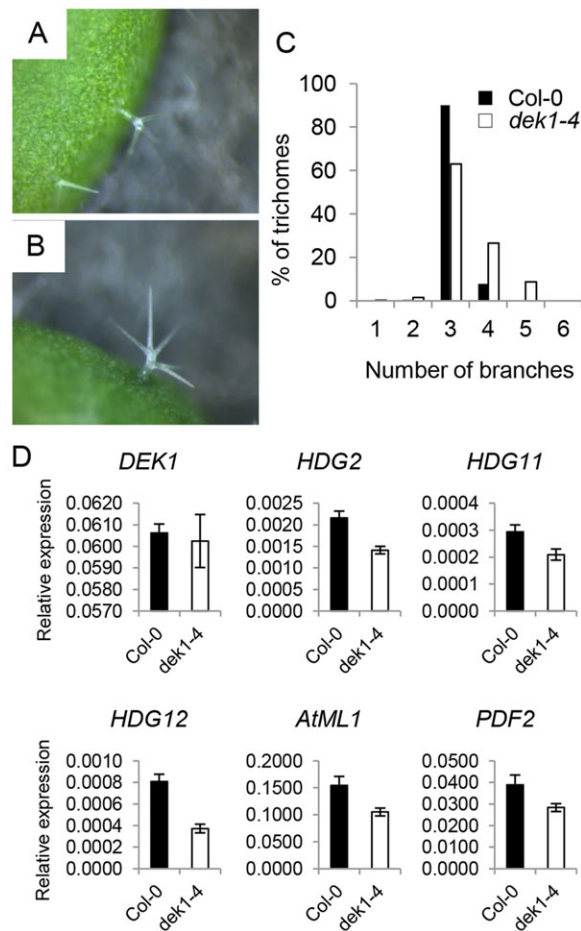 A
B
C
% of trichomes
100
80
60
40
20
0
Col-0
dek1-4
1 2 3 4 5 6
Number of branches
D
DEK1
Relative expression
0.0620
0.0610
0.0600
0.0590
0.0580
0.0570
Col-0
dek1-4
HDG2
0.0025
0.0020
0.0015
0.0010
0.0005
0.0000
Col-0
dek1-4
HDG11
0.0004
0.0003
0.0002
0.0001
0.0000
Col-0
dek1-4
HDG12
Relative expression
0.0010
0.0008
0.0006
0.0004
0.0002
0.0000
Col-0
dek1-4
AtML1
0.2000
0.1500
0.1000
0.0500
0.0000
Col-0
dek1-4
PDF2
0.0500
0.0400
0.0300
0.0200
0.0100
0.0000
Col-0
dek1-4